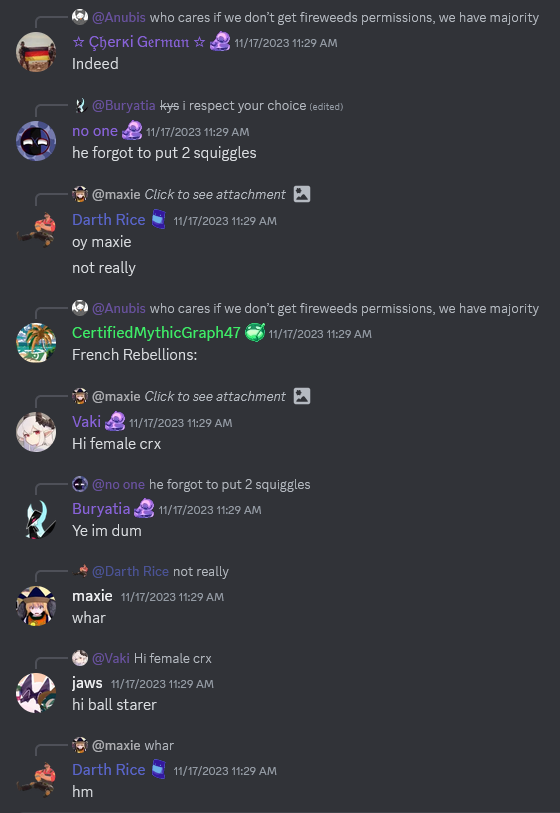 @Anubis who cares if we don't get fireweeds permissions, we have majority
☆ Çɧєrкι Gєrмαn ☆ 11/17/2023 11:29 AM
Indeed
@Buryatia kys i respect your choice (edited)
no one 11/17/2023 11:29 AM
he forgot to put 2 squiggles
@maxie Click to see attachment
Darth Rice 11/17/2023 11:29 AM
oy maxie
not really
@Anubis who cares if we don't get fireweeds permissions, we have majority
CertifiedMythicGraph47 11/17/2023 11:29 AM
French Rebellions:
@maxie Click to see attachment
Vaki 11/17/2023 11:29 AM
Hi female crx
@no one he forgot to put 2 squiggles
Buryatia 11/17/2023 11:29 AM
Ye im dum
@Darth Rice not really
maxie 11/17/2023 11:29 AM
whar
@Vaki Hi female crx
jaws 11/17/2023 11:29 AM
hi ball starer
@maxie whar
Darth Rice 11/17/2023 11:29 AM
hm